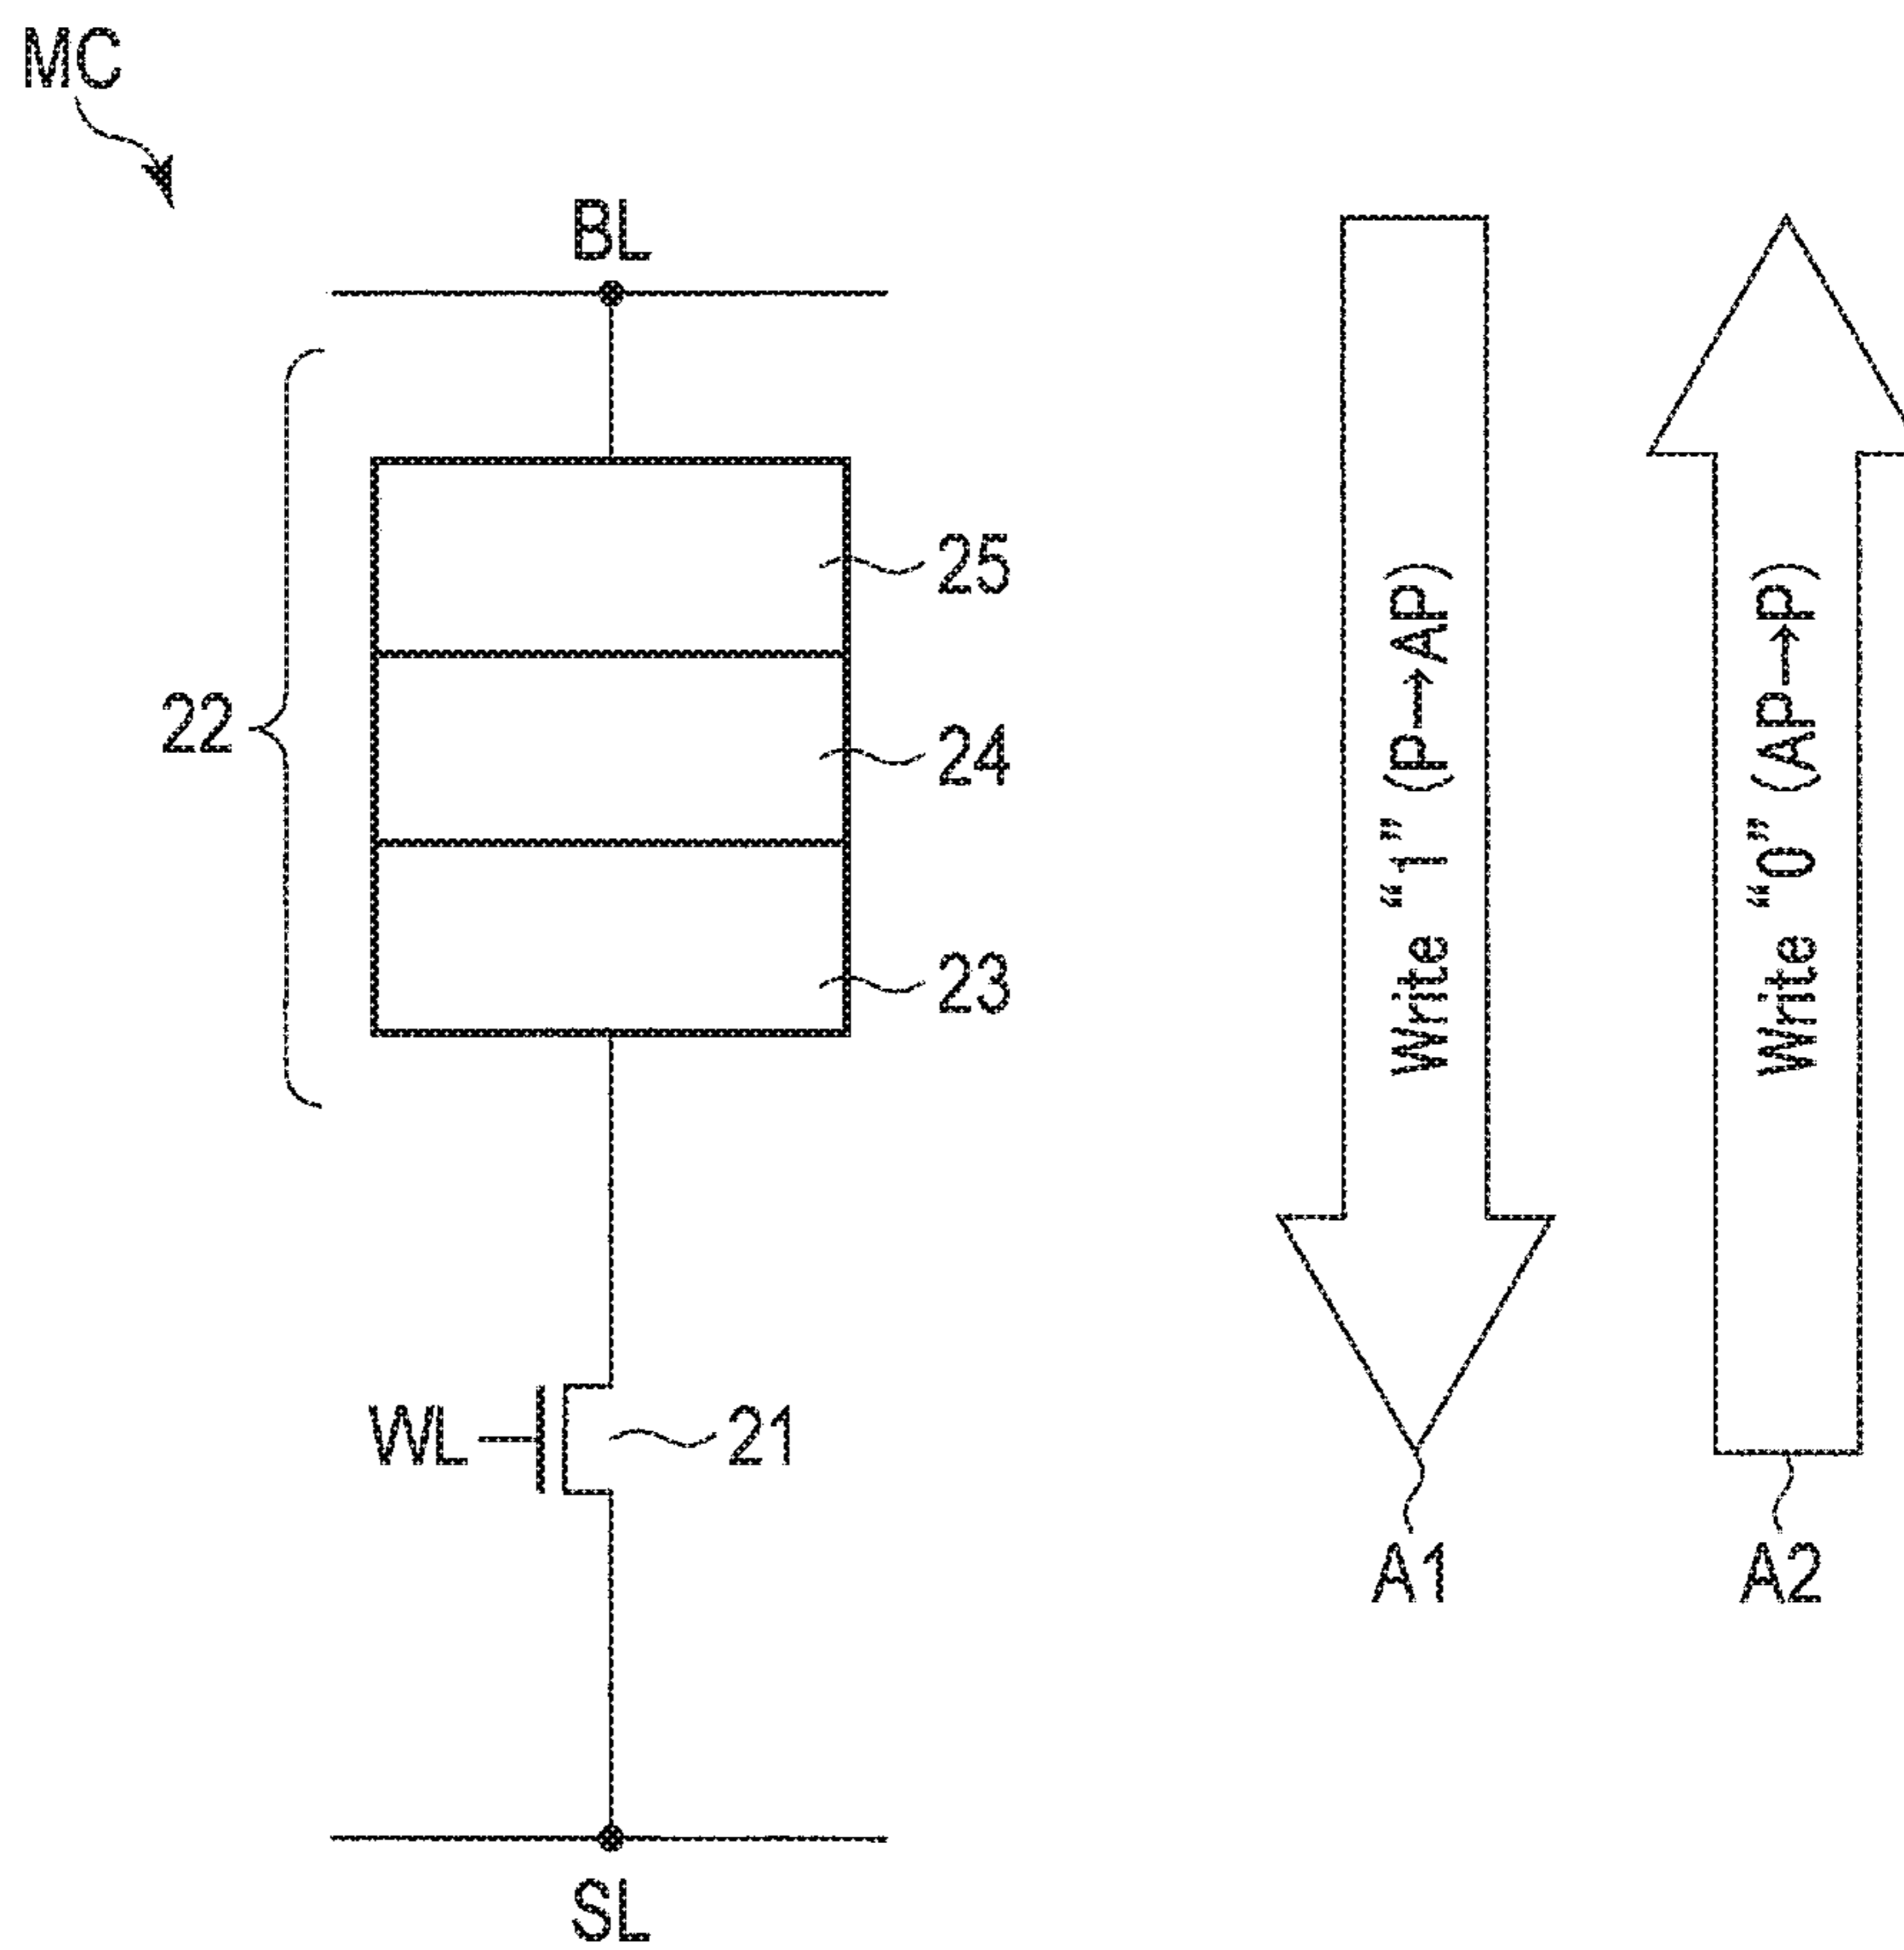 MC
BL
25
22
24
23
WL
21
SL
Write “1” (P→AP)
Write “0” (AP→P)
A1
A2